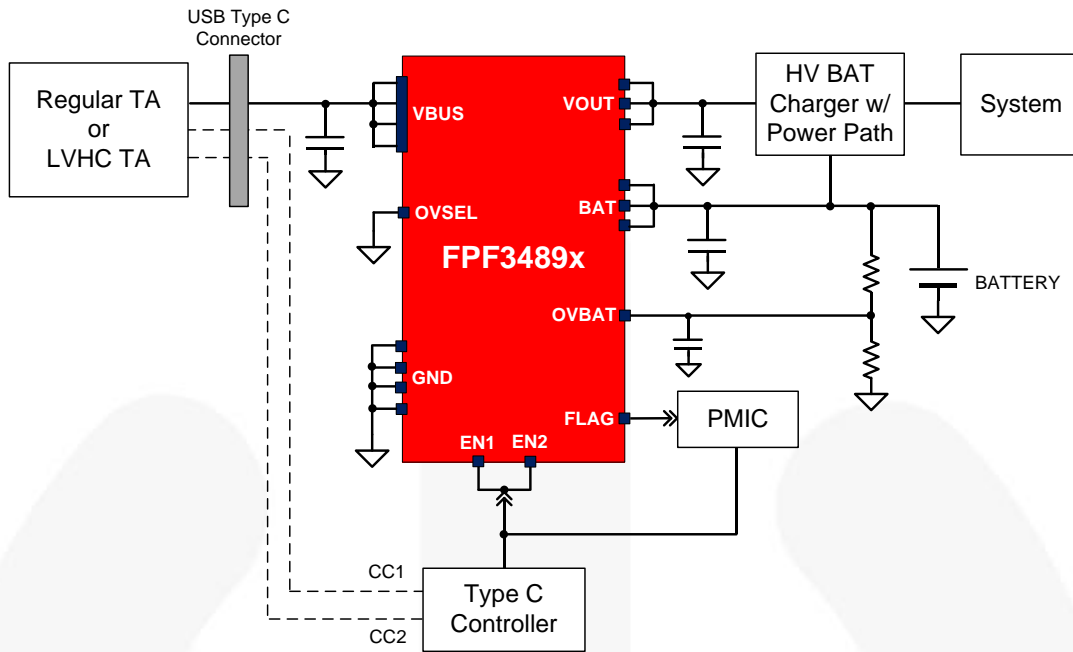 USB Type C
Connector
Regular TA
or
LVHC TA
VBUS
VOUT
HV BAT
Charger w/
Power Path
System
OVSEL
BAT
FPF3489x
BATTERY
OVBAT
GND
FLAG
PMIC
EN1
EN2
CC1
CC2
Type C
Controller